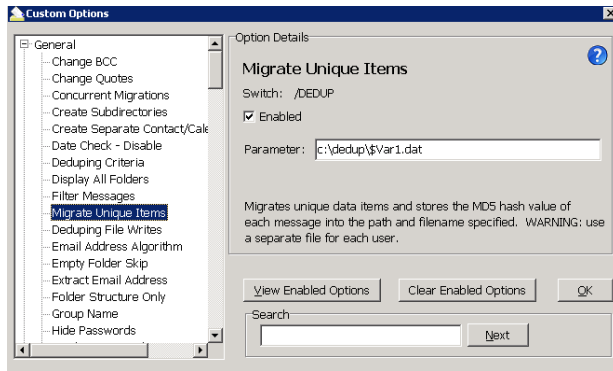 Custom Options
General
Change BCC
Change Quotes
Concurrent Migrations
Create Subdirectories
Create Separate Contact/Cale
Date Check - Disable
Deduping Criteria
Display All Folders
Filter Messages
Migrate Unique Items
Deduping File Writes
Email Address Algorithm
Empty Folder Skip
Extract Email Address
Folder Structure Only
Group Name
Hide Passwords
Option Details
Migrate Unique Items
Switch: /DEDUP
Enabled
Parameter: c:\dedup\$Var1.dat
Migrates unique data items and stores the MD5 hash value of
each message into the path and filename specified. WARNING: use
a separate file for each user.
View Enabled Options
Clear Enabled Options
OK
Search
Next